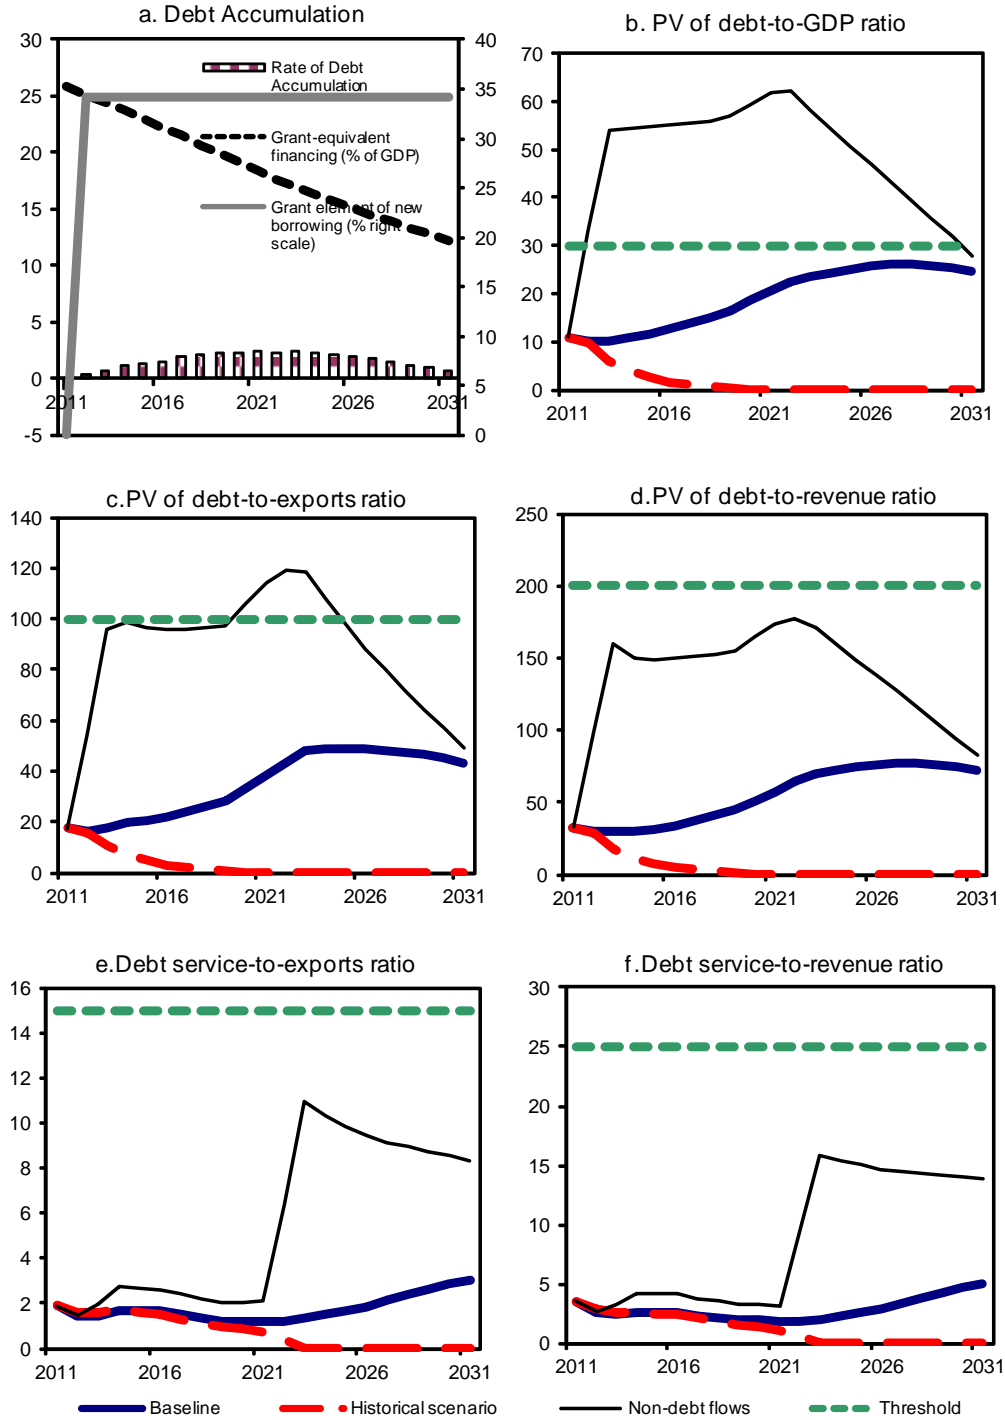 a. Debt Accumulation
30
25
20
15
10
5
0
-5
40
35
30
25
20
15
10
5
0
Rate of Debt
Accumulation
Grant-equivalent
financing (% of GDP)
Grant element of new
borrowing (% right
scale)
2011 2016 2021 2026 2031
b. PV of debt-to-GDP ratio
70
60
50
40
30
20
10
0
2011 2016 2021 2026 2031
c.PV of debt-to-exports ratio
140
120
100
80
60
40
20
0
2011 2016 2021 2026 2031
d.PV of debt-to-revenue ratio
250
200
150
100
50
0
2011 2016 2021 2026 2031
e.Debt service-to-exports ratio
16
14
12
10
8
6
4
2
0
2011 2016 2021 2026 2031
f.Debt service-to-revenue ratio
30
25
20
15
10
5
0
2011 2016 2021 2026 2031
Baseline Historical scenario Non-debt flows Threshold